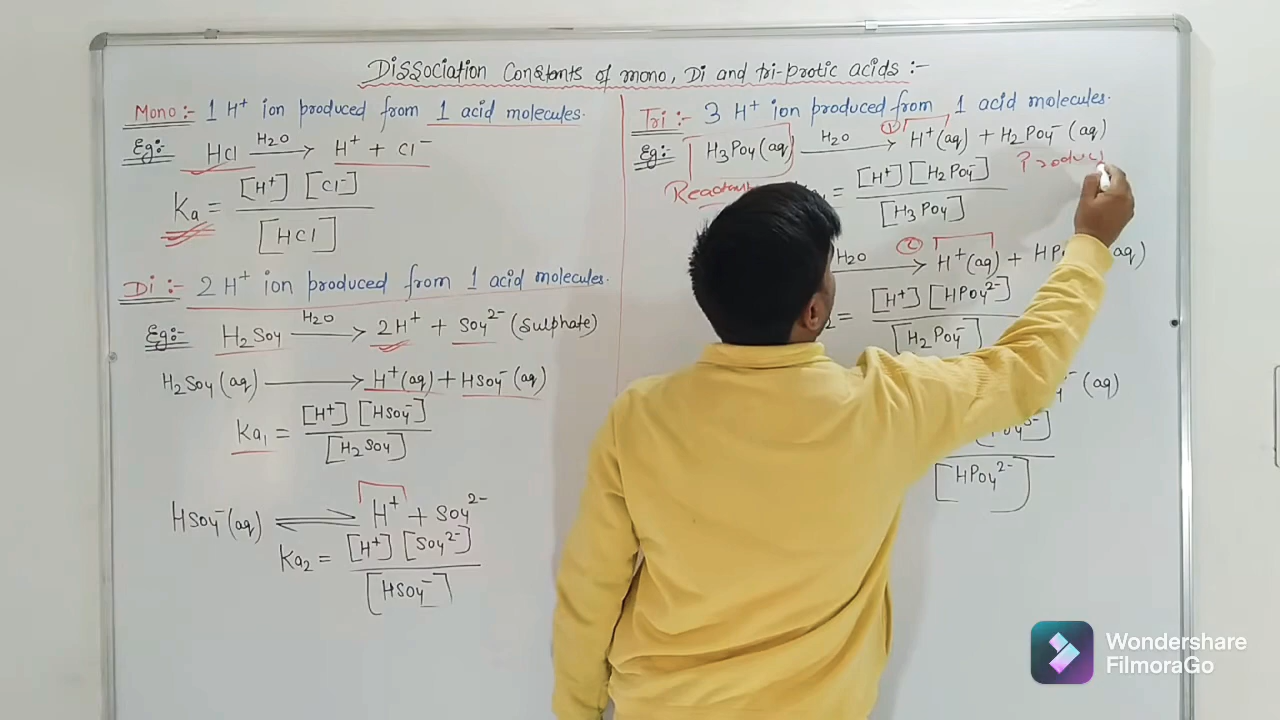 Dissociation Constants of mono, Di and tri-protic acids :-
Mono:- 1 H⁺ ion produced from 1 acid molecules.
Eg:- HCl H₂O → H⁺ + Cl⁻
Ka = [H⁺] [Cl⁻]
[HCl]
Di :- 2 H⁺ ion produced from 1 acid molecules.
Eg:- H₂SO₄ H₂O → 2H⁺ + SO₄²⁻ (Sulphate)
H₂SO₄ (aq) → H⁺ (aq) + HSO₄⁻ (aq)
Ka₁ = [H⁺] [HSO₄⁻]
[H₂SO₄]
HSO₄⁻ (aq) ⇌ H⁺ + SO₄²⁻
Ka₂ = [H⁺] [SO₄²⁻]
[HSO₄⁻]
Tri :- 3 H⁺ ion produced from 1 acid molecules.
Eg:- H₃PO₄ (aq) H₂O → ① H⁺ (aq) + H₂PO₄⁻ (aq)
Produc
= [H⁺] [H₂PO₄⁻]
[H₃PO₄]
H₂O → ② H⁺ (aq) + aq)
= [H⁺] [HPO₄²⁻]
[H₂PO₄⁻]
(aq)
[HPO₄²⁻]
Wondershare
FilmoraGo